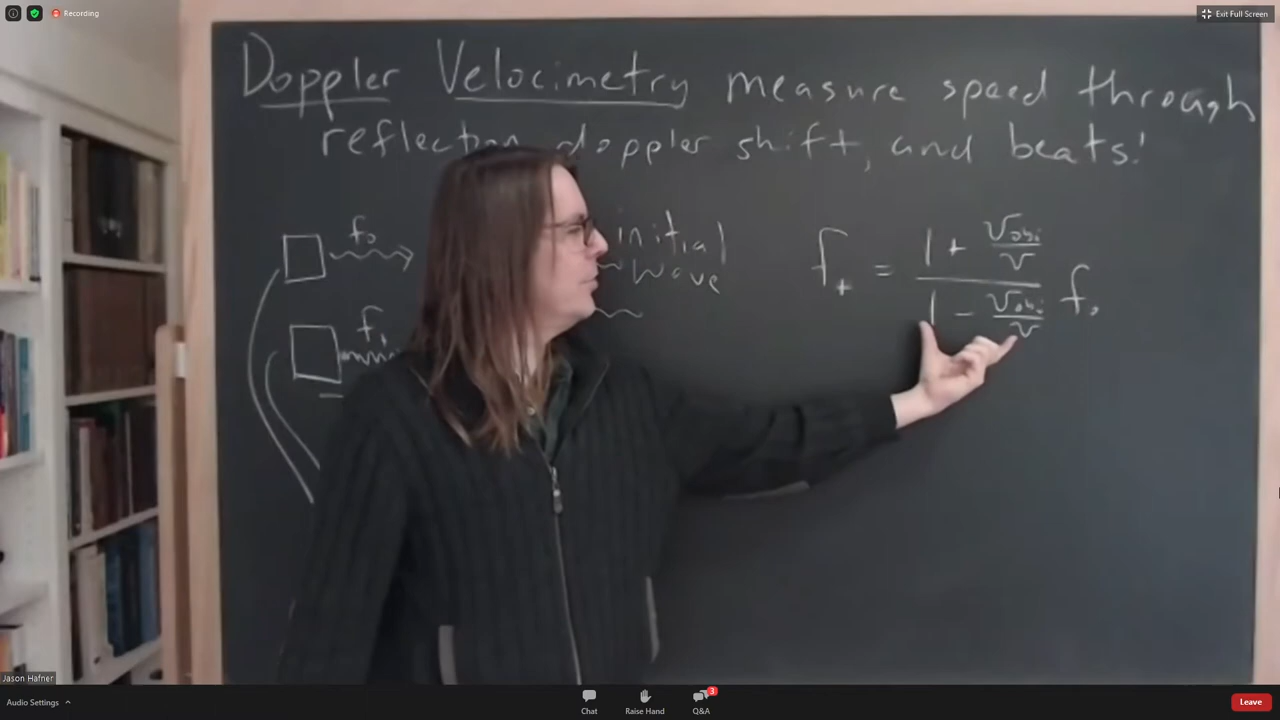 Recording
Exit Full Screen
Doppler Velocimetry measure speed through
reflection doppler shift, and beats!
f₀
initial
wave
f₊ = (1 + v_obj/v)/(1 - v_obj/v) f₀
f₊
Jason Hafner
Audio Settings
Chat
Raise Hand
3
Q&A
Leave